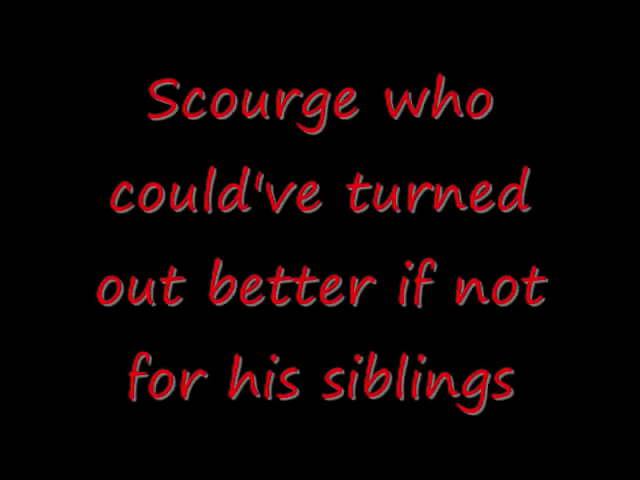 Scourge who
could've turned
out better if not
for his siblings